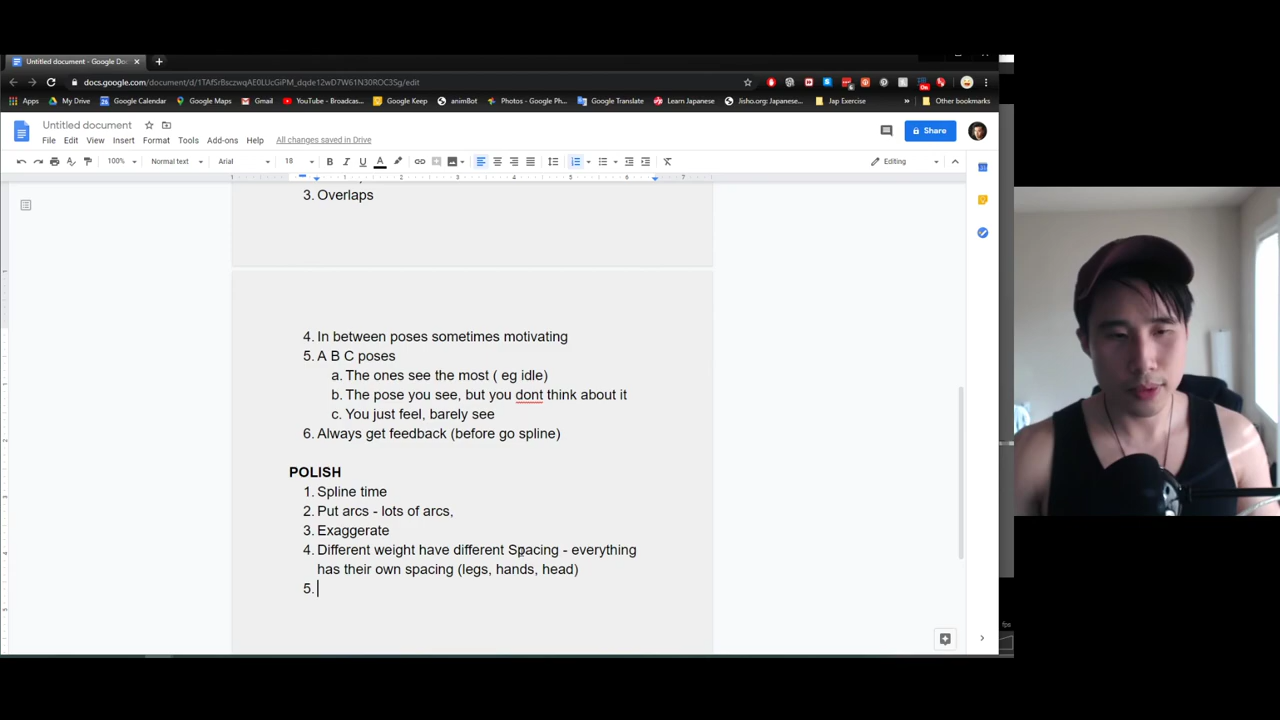 Untitled document - Google Do
docs.google.com/document/d/1TAf5rBsczwqAE0LUcGiPM_dqde12wD7W61N30ROC3Sg/edit
Apps
My Drive
Google Calendar
Google Maps
Gmail
YouTube - Broadcas...
Google Keep
animBot
Photos - Google Ph...
Google Translate
Learn Japanese
Jisho.org: Japanese...
Jap Exercise
»
Other bookmarks
Untitled document
File Edit View Insert Format Tools Add-ons Help All changes saved in Drive
Share
100% Normal text Arial 18 B I U A Editing
3. Overlaps
4. In between poses sometimes motivating
5. A B C poses
a. The ones see the most ( eg idle)
b. The pose you see, but you dont think about it
c. You just feel, barely see
6. Always get feedback (before go spline)
POLISH
1. Spline time
2. Put arcs - lots of arcs,
3. Exaggerate
4. Different weight have different Spacing - everything
has their own spacing (legs, hands, head)
5.
fps